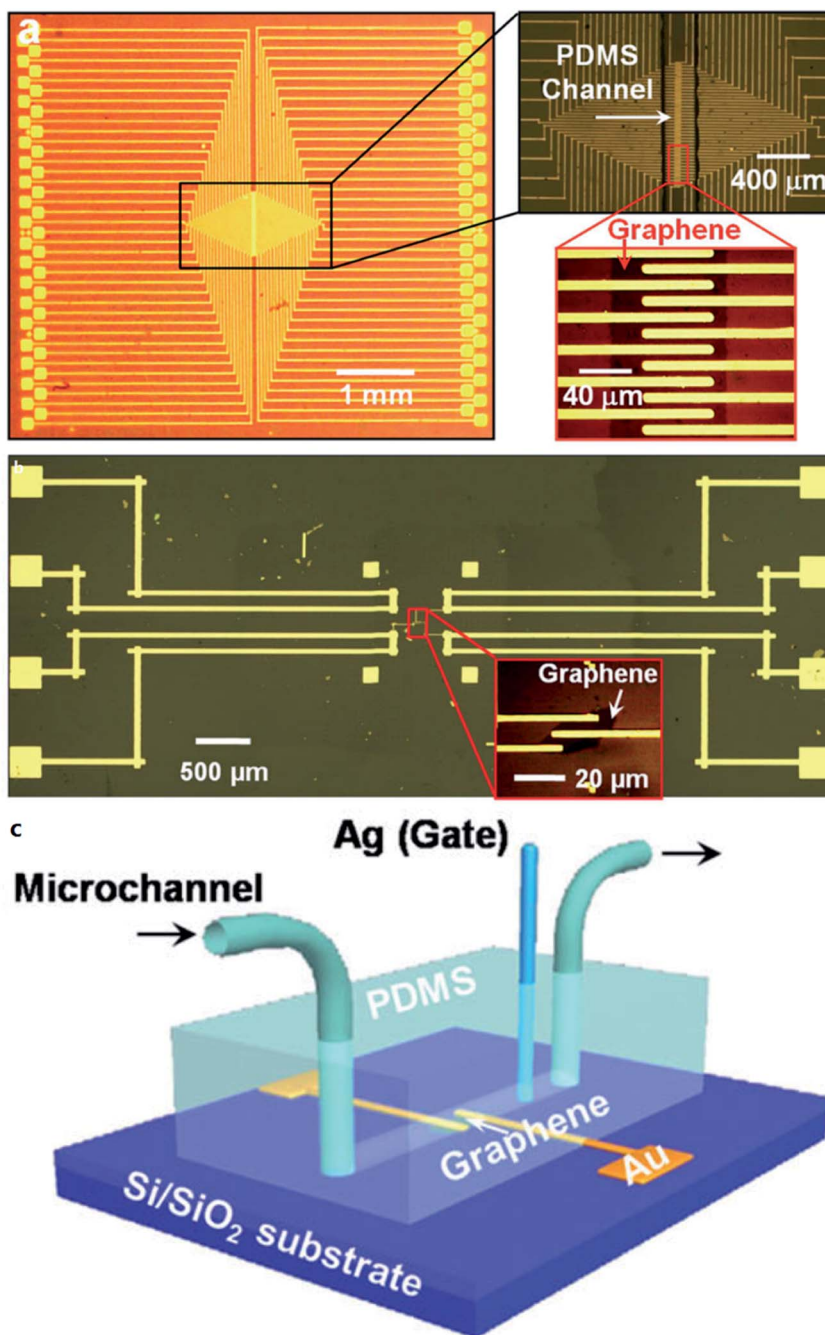 a
PDMS
Channel
400 μm
Graphene
1 mm
40 μm
b
Graphene
500 μm
20 μm
c
Ag (Gate)
Microchannel
PDMS
Graphene
Au
Si/SiO2 substrate